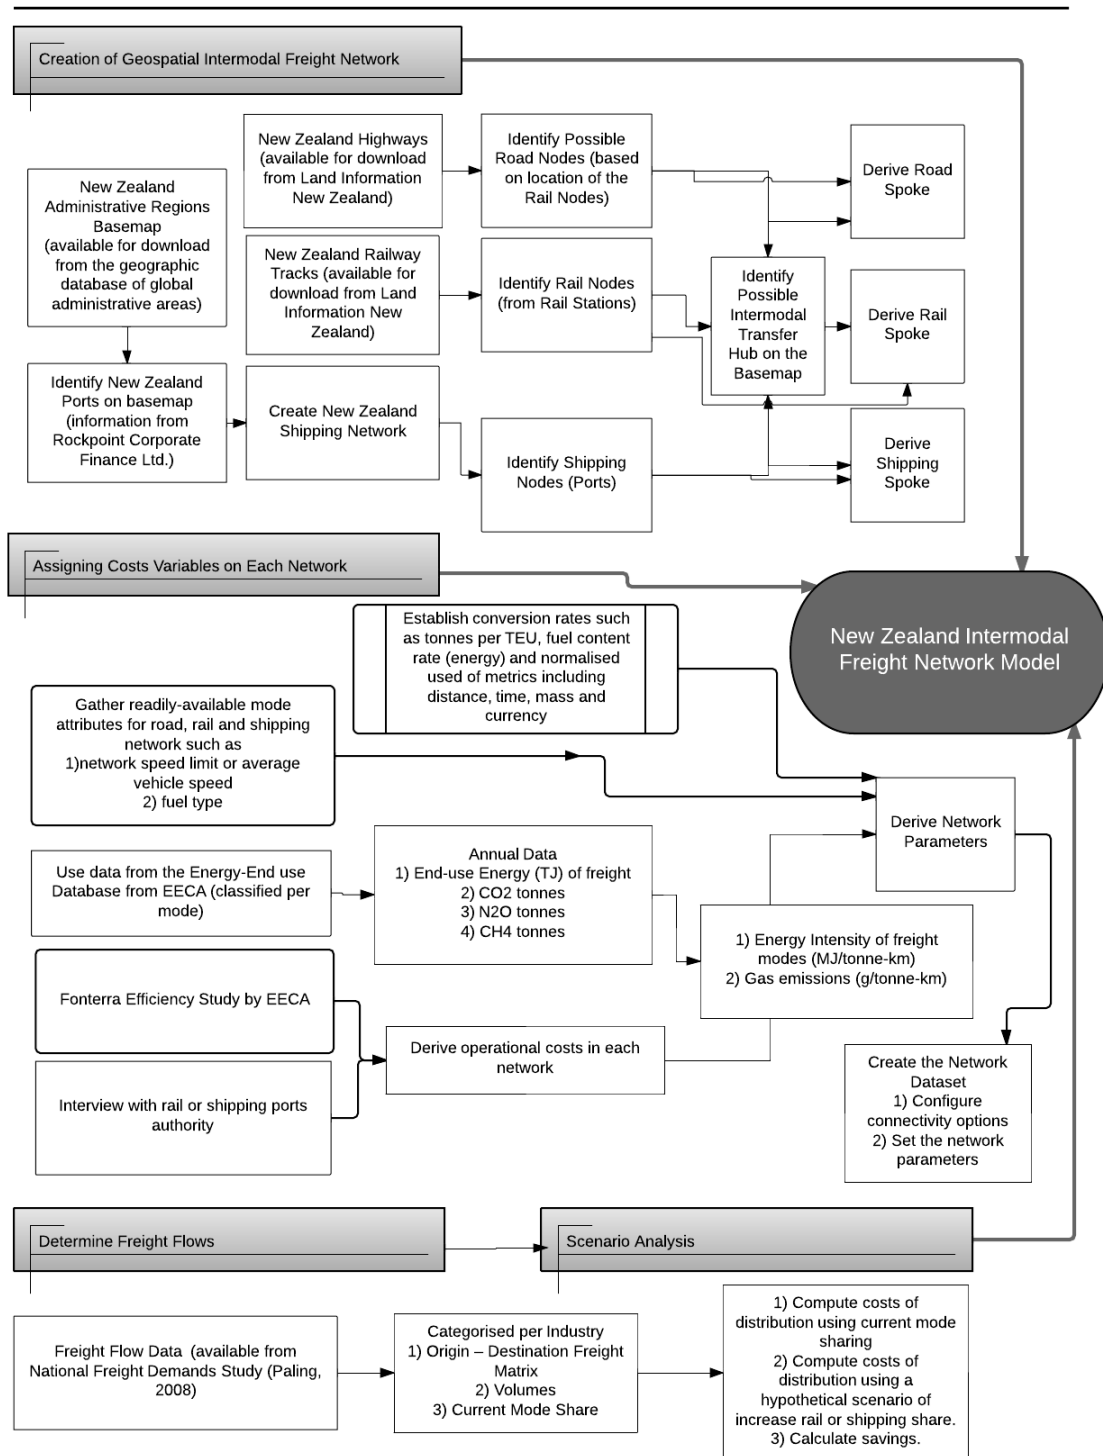 Creation of Geospatial Intermodal Freight Network
New Zealand
Administrative Regions
Basemap
(available for download
from the geographic
database of global
administrative areas)
New Zealand Highways
(available for download
from Land Information
New Zealand)
Identify Possible
Road Nodes (based
on location of the
Rail Nodes)
Derive Road
Spoke
New Zealand Railway
Tracks (available for
download from Land
Information New
Zealand)
Identify Rail Nodes
(from Rail Stations)
Identify
Possible
Intermodal
Transfer
Hub on the
Basemap
Derive Rail
Spoke
Identify New Zealand
Ports on basemap
(information from
Rockpoint Corporate
Finance Ltd.)
Create New Zealand
Shipping Network
Identify Shipping
Nodes (Ports)
Derive
Shipping
Spoke
Assigning Costs Variables on Each Network
New Zealand Intermodal
Freight Network Model
Establish conversion rates such
as tonnes per TEU, fuel content
rate (energy) and normalised
used of metrics including
distance, time, mass and
currency
Gather readily-available mode
attributes for road, rail and shipping
network such as
1)network speed limit or average
vehicle speed
2) fuel type
Derive Network
Parameters
Use data from the Energy-End use
Database from EECA (classified per
mode)
Annual Data
1) End-use Energy (TJ) of freight
2) CO2 tonnes
3) N2O tonnes
4) CH4 tonnes
1) Energy Intensity of freight
modes (MJ/tonne-km)
2) Gas emissions (g/tonne-km)
Fonterra Efficiency Study by EECA
Derive operational costs in each
network
Interview with rail or shipping ports
authority
Create the Network
Dataset
1) Configure
connectivity options
2) Set the network
parameters
Determine Freight Flows
Scenario Analysis
Freight Flow Data  (available from
National Freight Demands Study (Paling,
2008)
Categorised per Industry
1) Origin – Destination Freight
Matrix
2) Volumes
3) Current Mode Share
1) Compute costs of
distribution using current mode
sharing
2) Compute costs of
distribution using a
hypothetical scenario of
increase rail or shipping share.
3) Calculate savings.